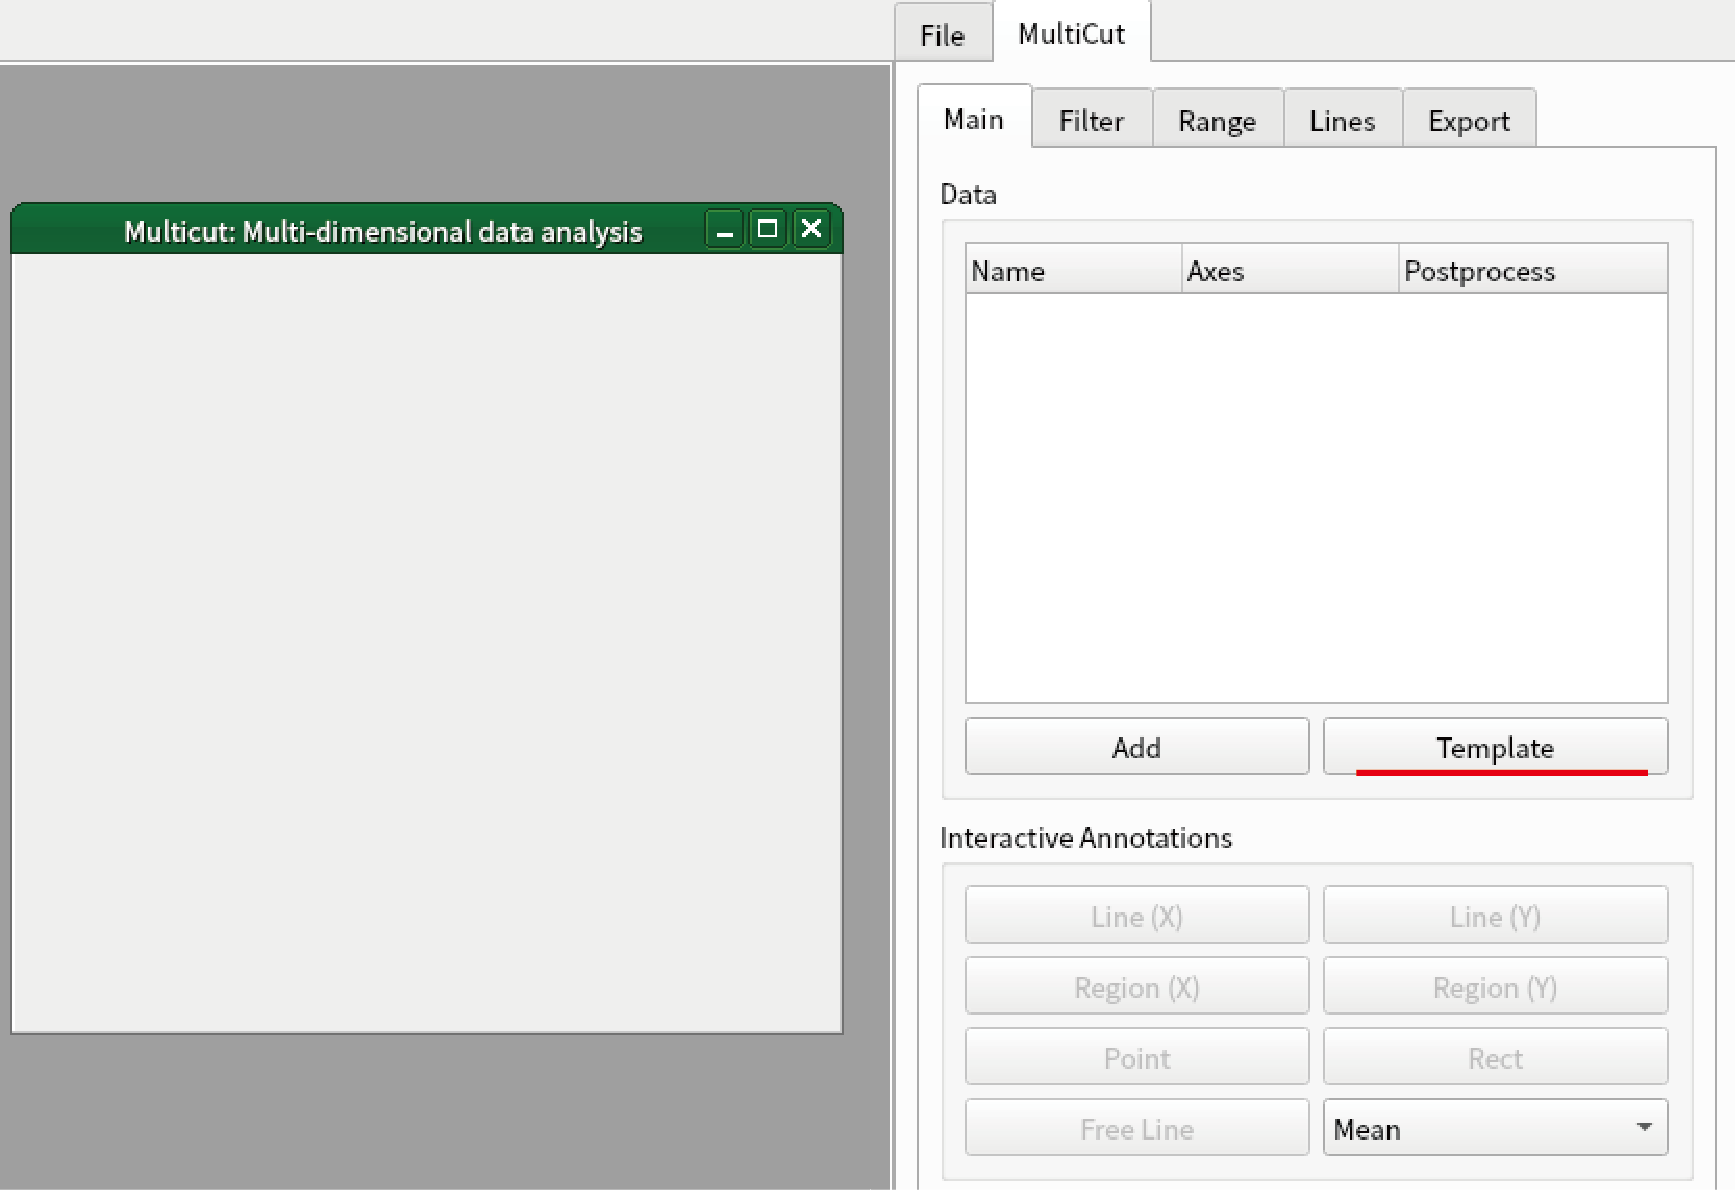 File MultiCut
Main Filter Range Lines Export
Data
Multicut: Multi-dimensional data analysis
Name Axes Postprocess
Add Template
Interactive Annotations
Line (X) Line (Y)
Region (X) Region (Y)
Point Rect
Free Line Mean